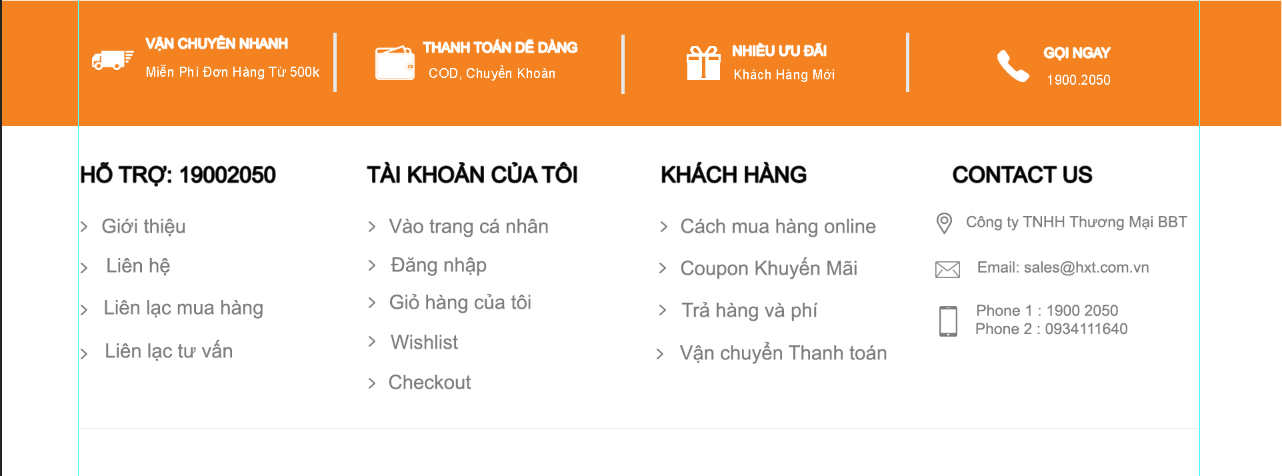 VẬN CHUYỂN NHANH
Miễn Phí Đơn Hàng Từ 500k
THANH TOÁN DỄ DÀNG
COD, Chuyển Khoản
NHIỀU ƯU ĐÃI
Khách Hàng Mới
GỌI NGAY
1900.2050
HỖ TRỢ: 19002050
Giới thiệu
Liên hệ
Liên lạc mua hàng
Liên lạc tư vấn
TÀI KHOẢN CỦA TÔI
Vào trang cá nhân
Đăng nhập
Giỏ hàng của tôi
Wishlist
Checkout
KHÁCH HÀNG
Cách mua hàng online
Coupon Khuyến Mãi
Trả hàng và phí
Vận chuyển Thanh toán
CONTACT US
Công ty TNHH Thương Mại BBT
Email: sales@hxt.com.vn
Phone 1 : 1900 2050
Phone 2 : 0934111640